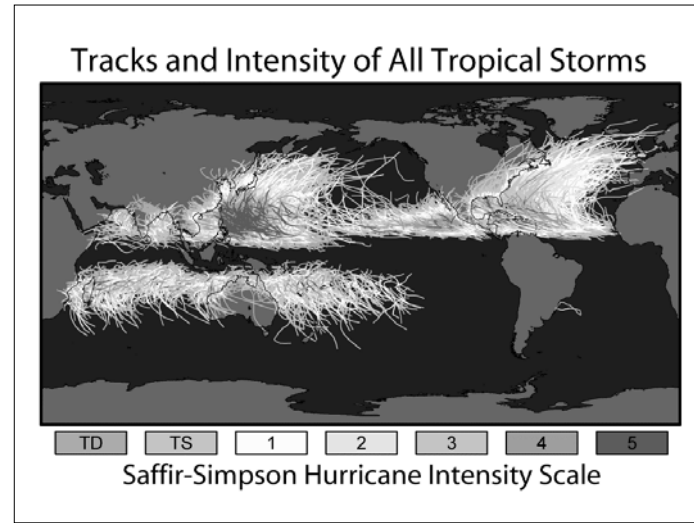 Tracks and Intensity of All Tropical Storms
TD TS 1 2 3 4 5
Saffir-Simpson Hurricane Intensity Scale